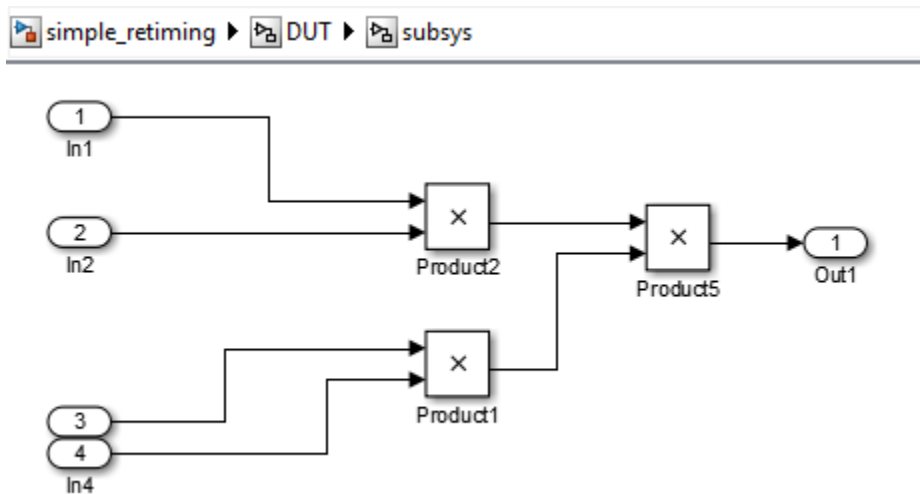 simple_retiming ▶ DUT ▶ subsys
1
In1
2
In2
×
Product2
×
Product5
1
Out1
×
Product1
3
4
In4